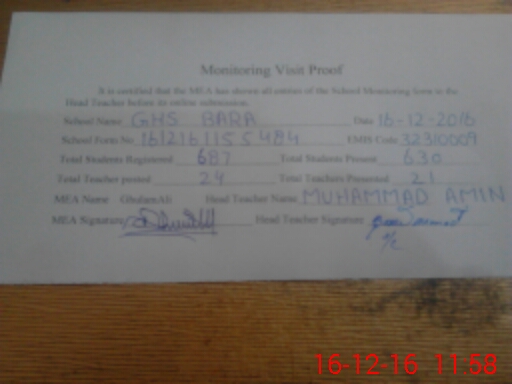 Monitoring Visit Proof
It is certified that the MEA has shown all entries of the School Monitoring form to the
Head Teacher before its online submission.
School Name GHS BARA Date 16-12-2016
School Form No 1612161155484 EMIS Code 32310009
Total Students Registered 687 Total Students Present 630
Total Teacher posted 24 Total Teachers Presented 21
MEA Name GhulamAli Head Teacher Name MUHAMMAD AMIN
MEA Signature Head Teacher Signature
16-12-16 11:58